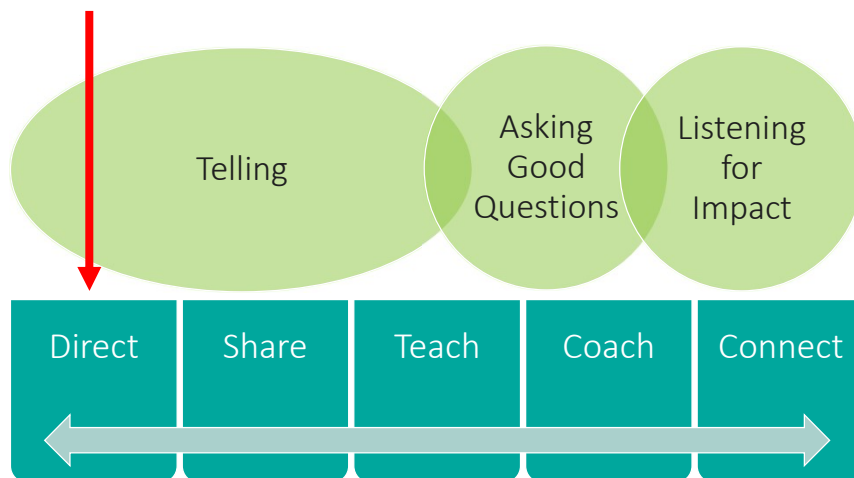 Telling
Asking
Good
Questions
Listening
for
Impact
Direct
Share
Teach
Coach
Connect